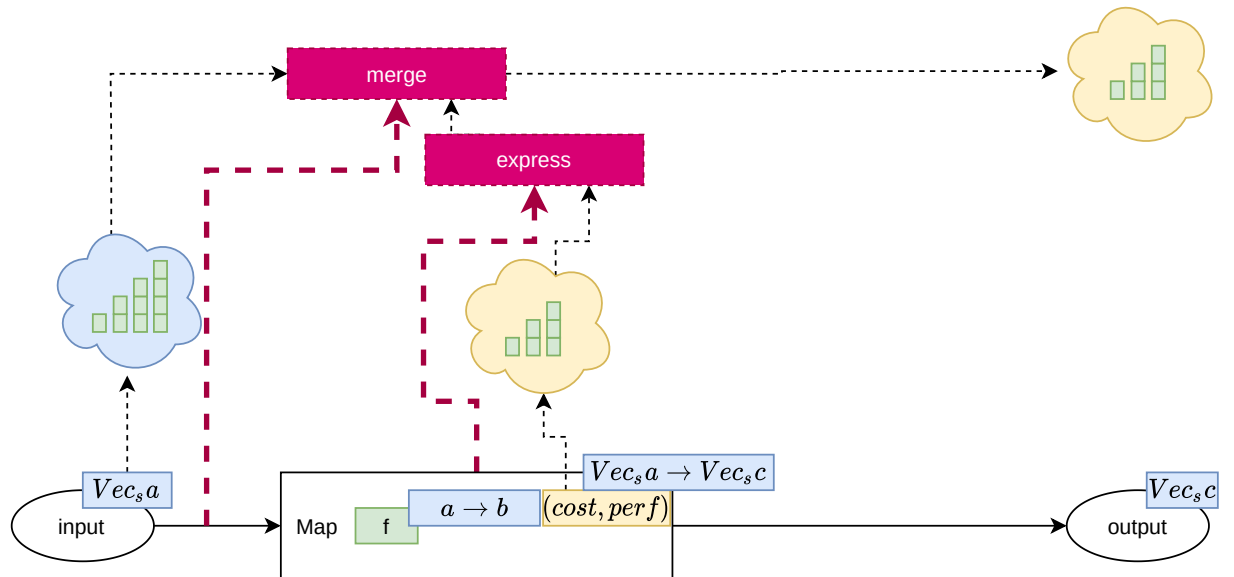 merge
express
Vec_s a
input
Map
f
a → b
(cost, perf)
Vec_s a → Vec_s c
Vec_s c
output